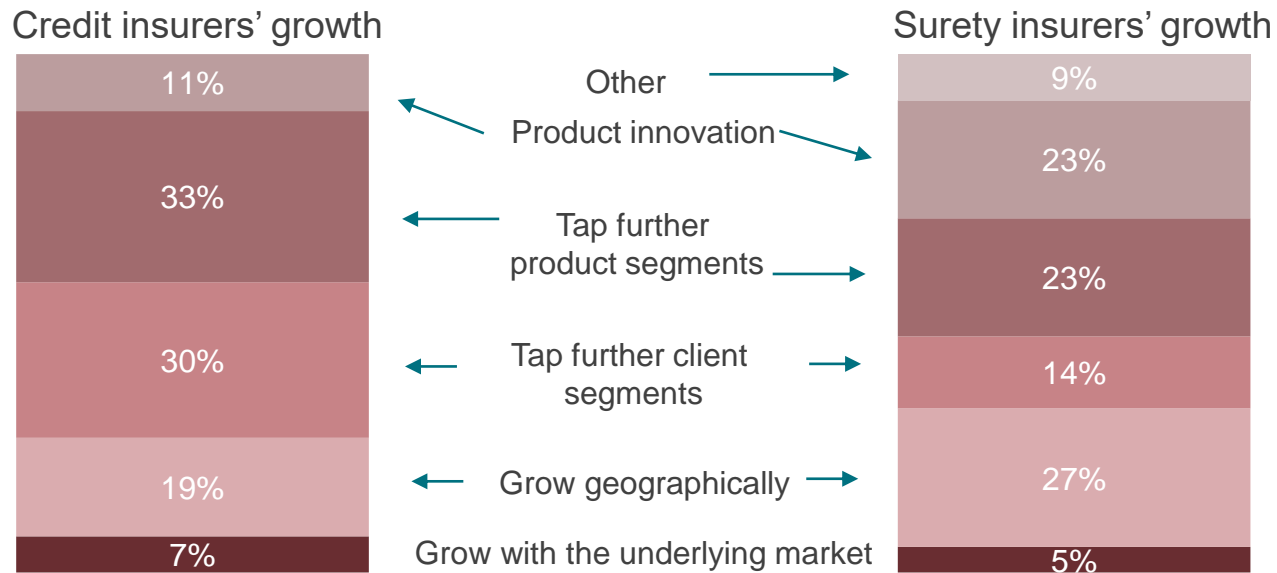 Credit insurers’ growth
Surety insurers’ growth
11%
33%
30%
19%
7%
Other
Product innovation
Tap further
product segments
Tap further client
segments
Grow geographically
Grow with the underlying market
9%
23%
23%
14%
27%
5%